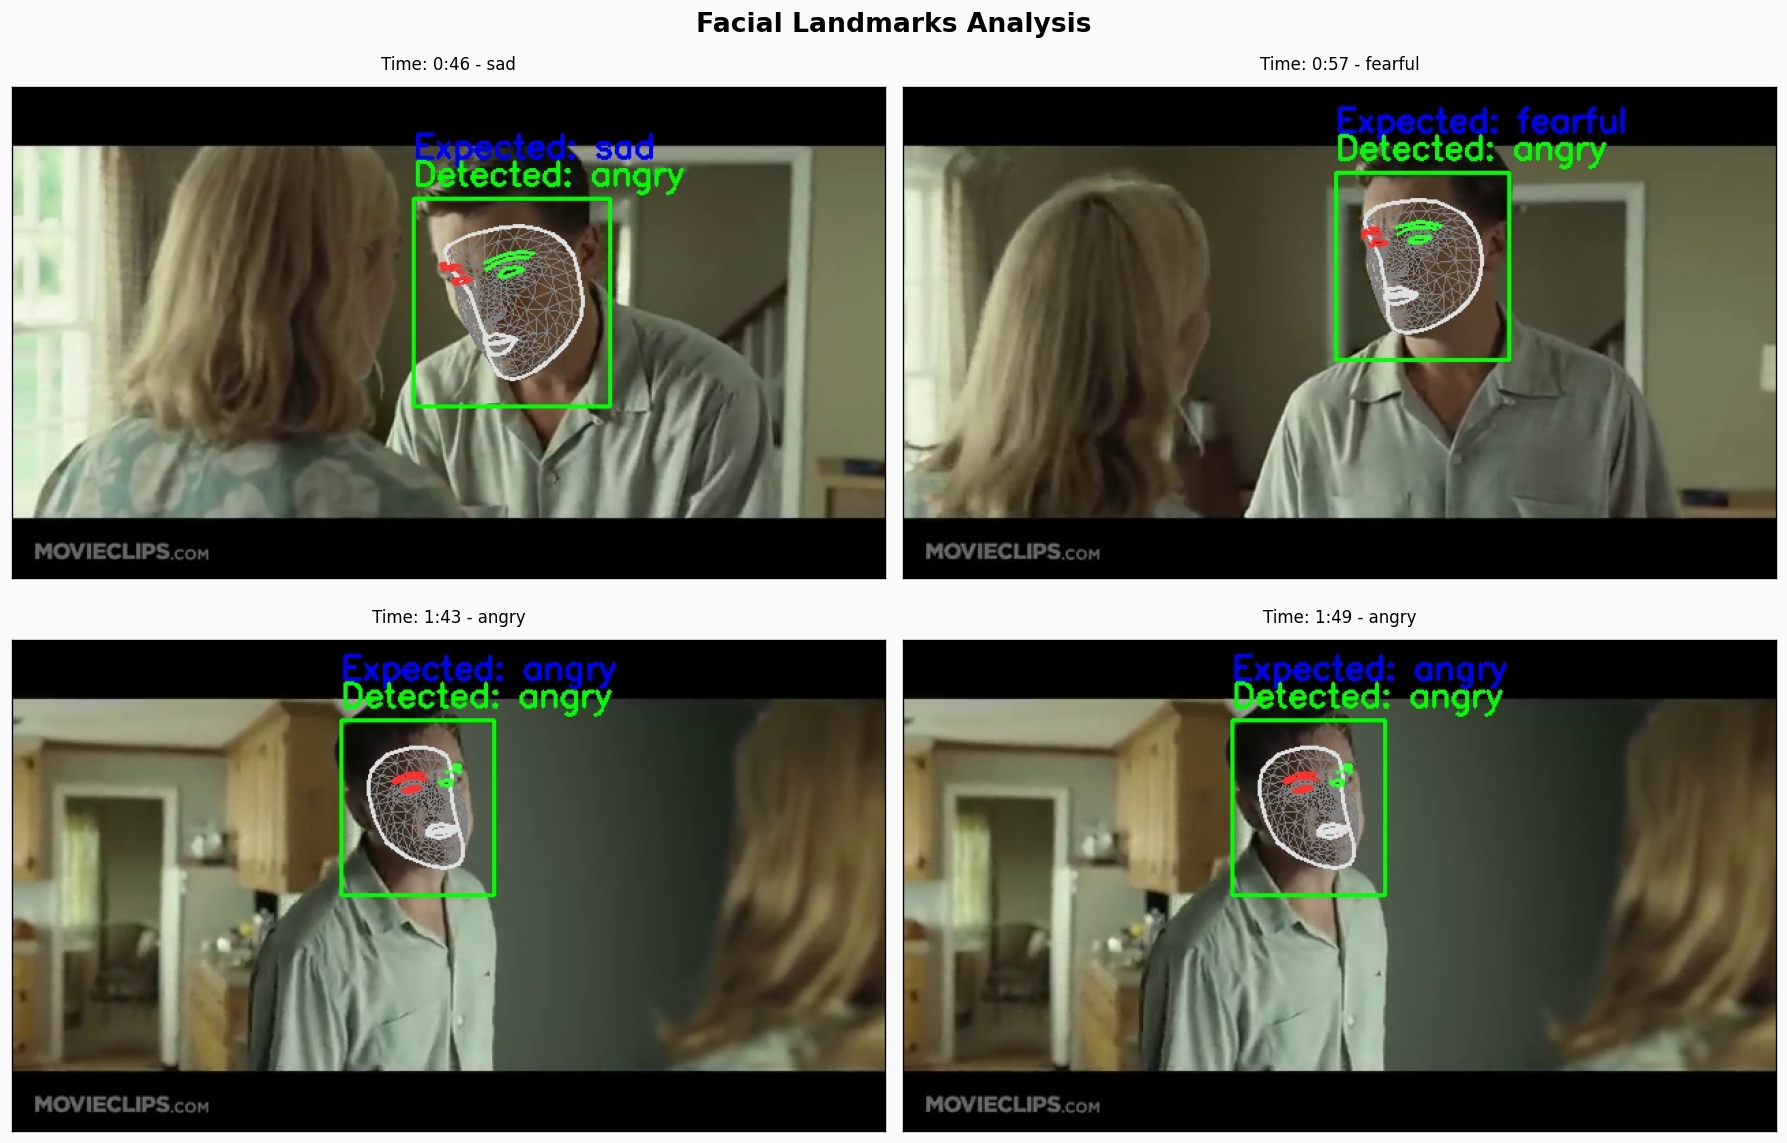 Facial Landmarks Analysis
Time: 0:46 - sad
Expected: sad
Detected: angry
MOVIECLIPS.COM
Time: 0:57 - fearful
Expected: fearful
Detected: angry
MOVIECLIPS.COM
Time: 1:43 - angry
Expected: angry
Detected: angry
MOVIECLIPS.COM
Time: 1:49 - angry
Expected: angry
Detected: angry
MOVIECLIPS.COM